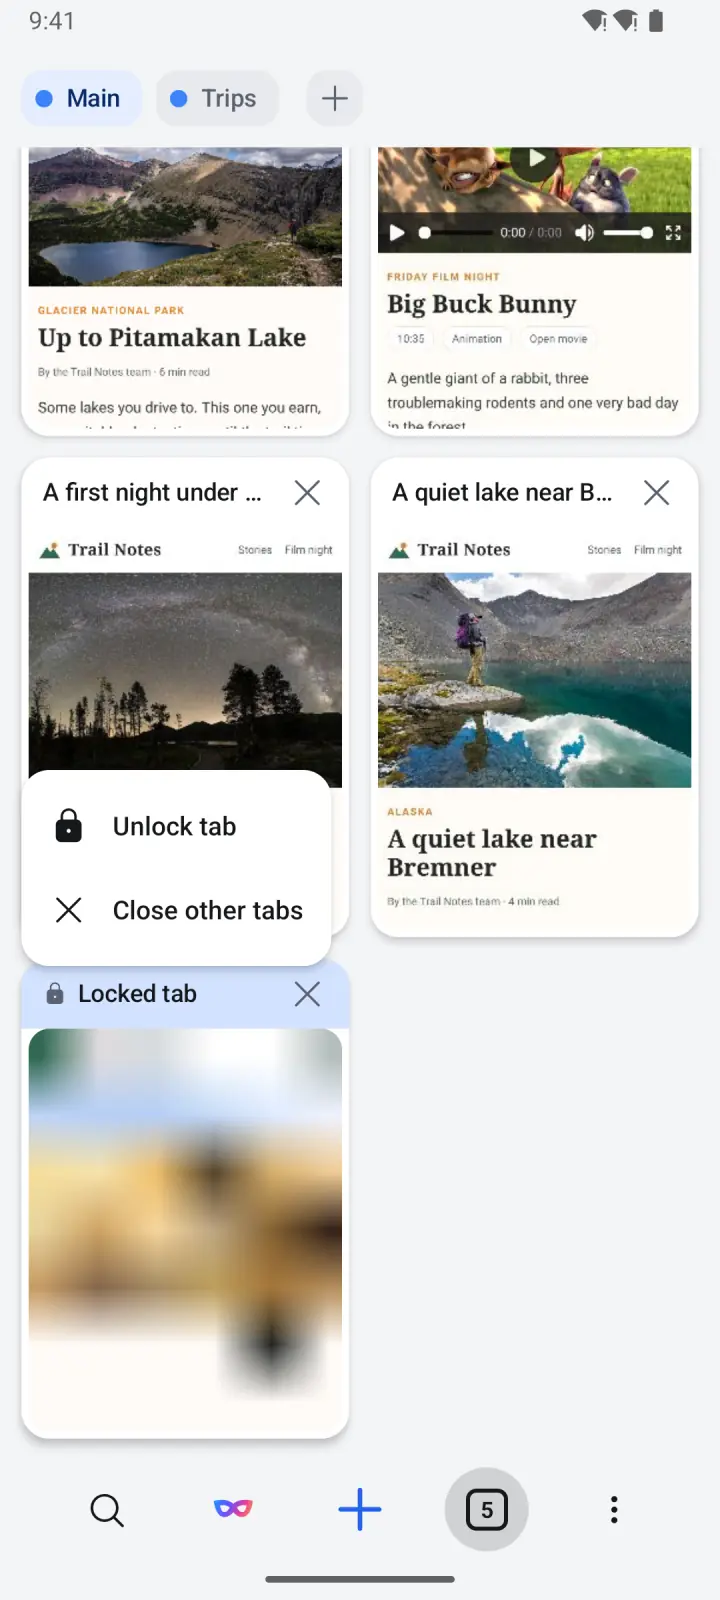 9:41
Main
Trips
GLACIER NATIONAL PARK
Up to Pitamakan Lake
By the Trail Notes team · 6 min read
Some lakes you drive to. This one you earn,
0:00 / 0:00
FRIDAY FILM NIGHT
Big Buck Bunny
10:35 Animation Open movie
A gentle giant of a rabbit, three
troublemaking rodents and one very bad day
in the forest
A first night under ...
Trail Notes Stories Film night
A quiet lake near B...
Trail Notes Stories Film night
ALASKA
A quiet lake near
Bremner
By the Trail Notes team · 4 min read
Unlock tab
Close other tabs
Locked tab
5